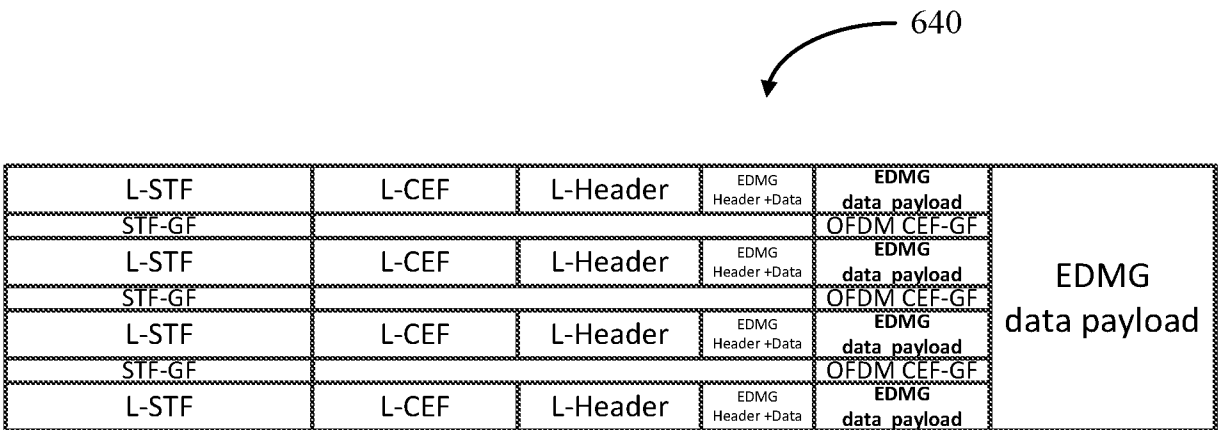 640
L-STF L-CEF L-Header EDMG Header +Data EDMG data payload
STF-GF OFDM CEF-GF
L-STF L-CEF L-Header EDMG Header +Data EDMG data payload
STF-GF OFDM CEF-GF
L-STF L-CEF L-Header EDMG Header +Data EDMG data payload
STF-GF OFDM CEF-GF
L-STF L-CEF L-Header EDMG Header +Data EDMG data payload
EDMG
data payload